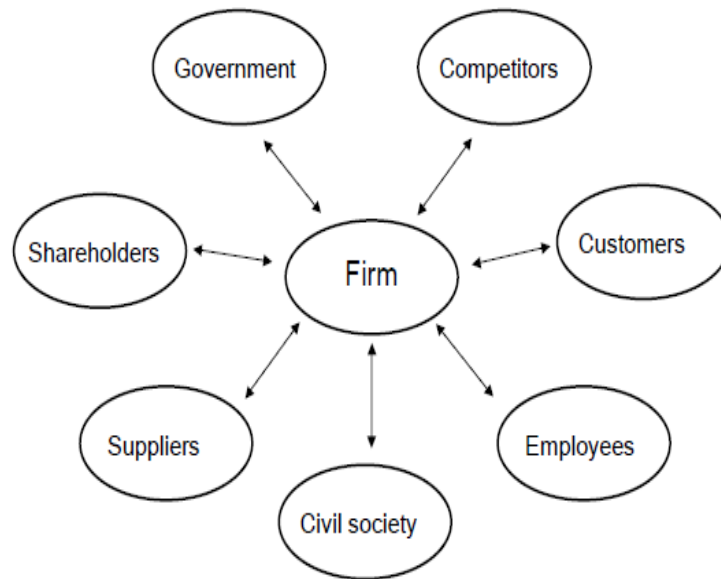 Government
Competitors
Shareholders
Firm
Customers
Suppliers
Employees
Civil society